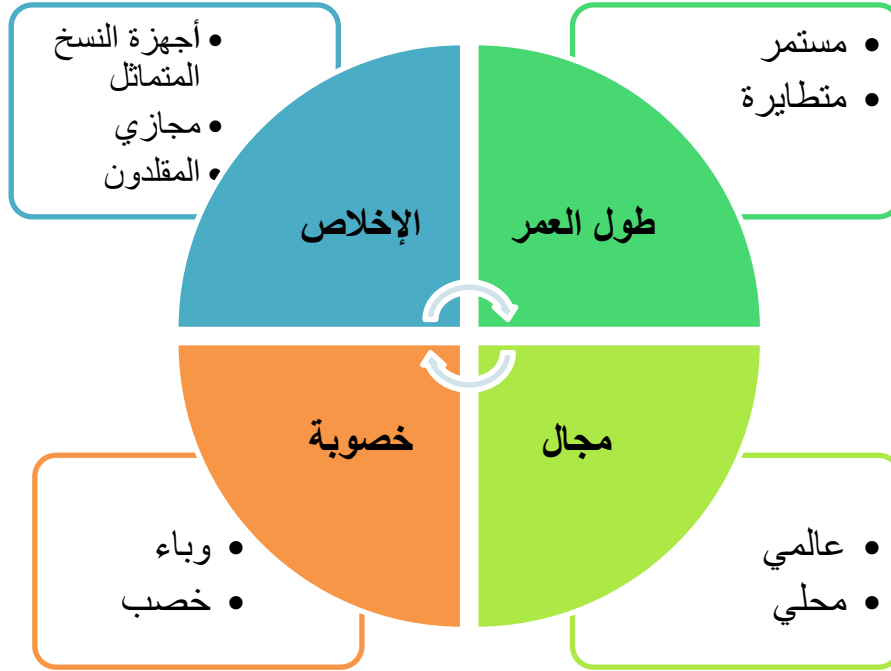 • مستمر
• متطايرة
طول العمر
• أجهزة النسخ
المتماثل
• مجازي
• المقلدون
الإخلاص
مجال
• عالمي
• محلي
خصوبة
• وباء
• خصب